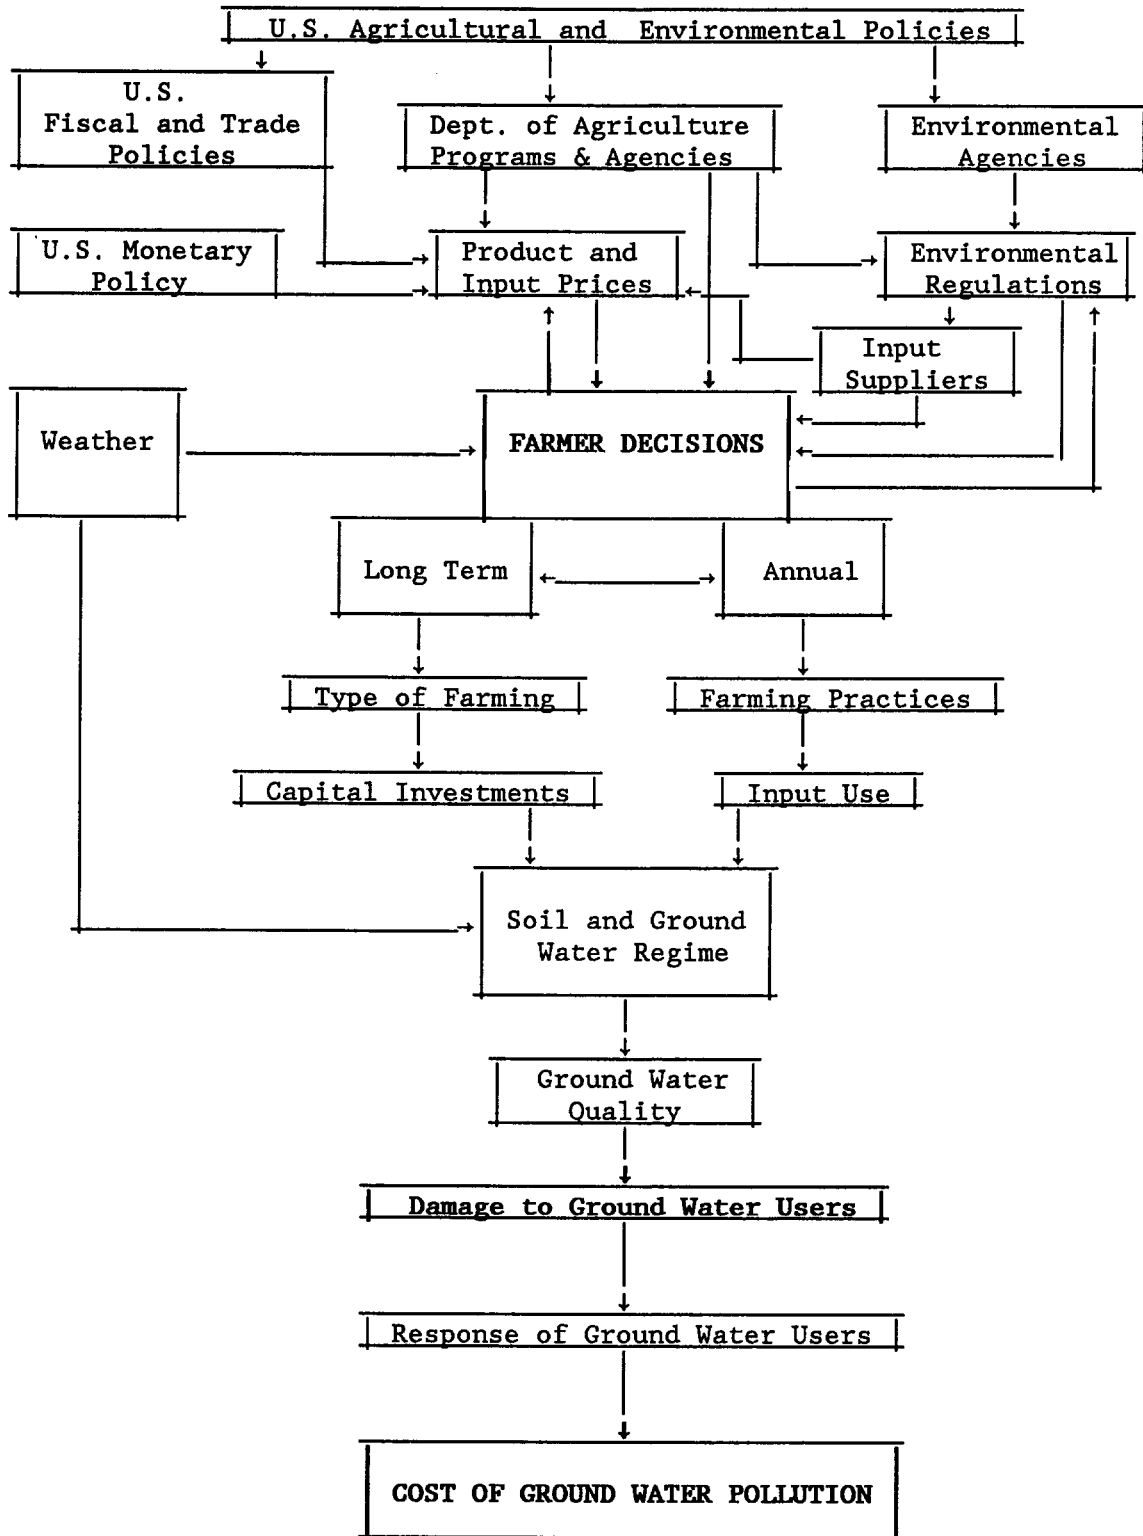 U.S. Agricultural and Environmental Policies
U.S.
Fiscal and Trade
Policies
Dept. of Agriculture
Programs & Agencies
Environmental
Agencies
U.S. Monetary
Policy
Product and
Input Prices
Environmental
Regulations
Input
Suppliers
Weather
FARMER DECISIONS
Long Term
Annual
Type of Farming
Farming Practices
Capital Investments
Input Use
Soil and Ground
Water Regime
Ground Water
Quality
Damage to Ground Water Users
Response of Ground Water Users
COST OF GROUND WATER POLLUTION